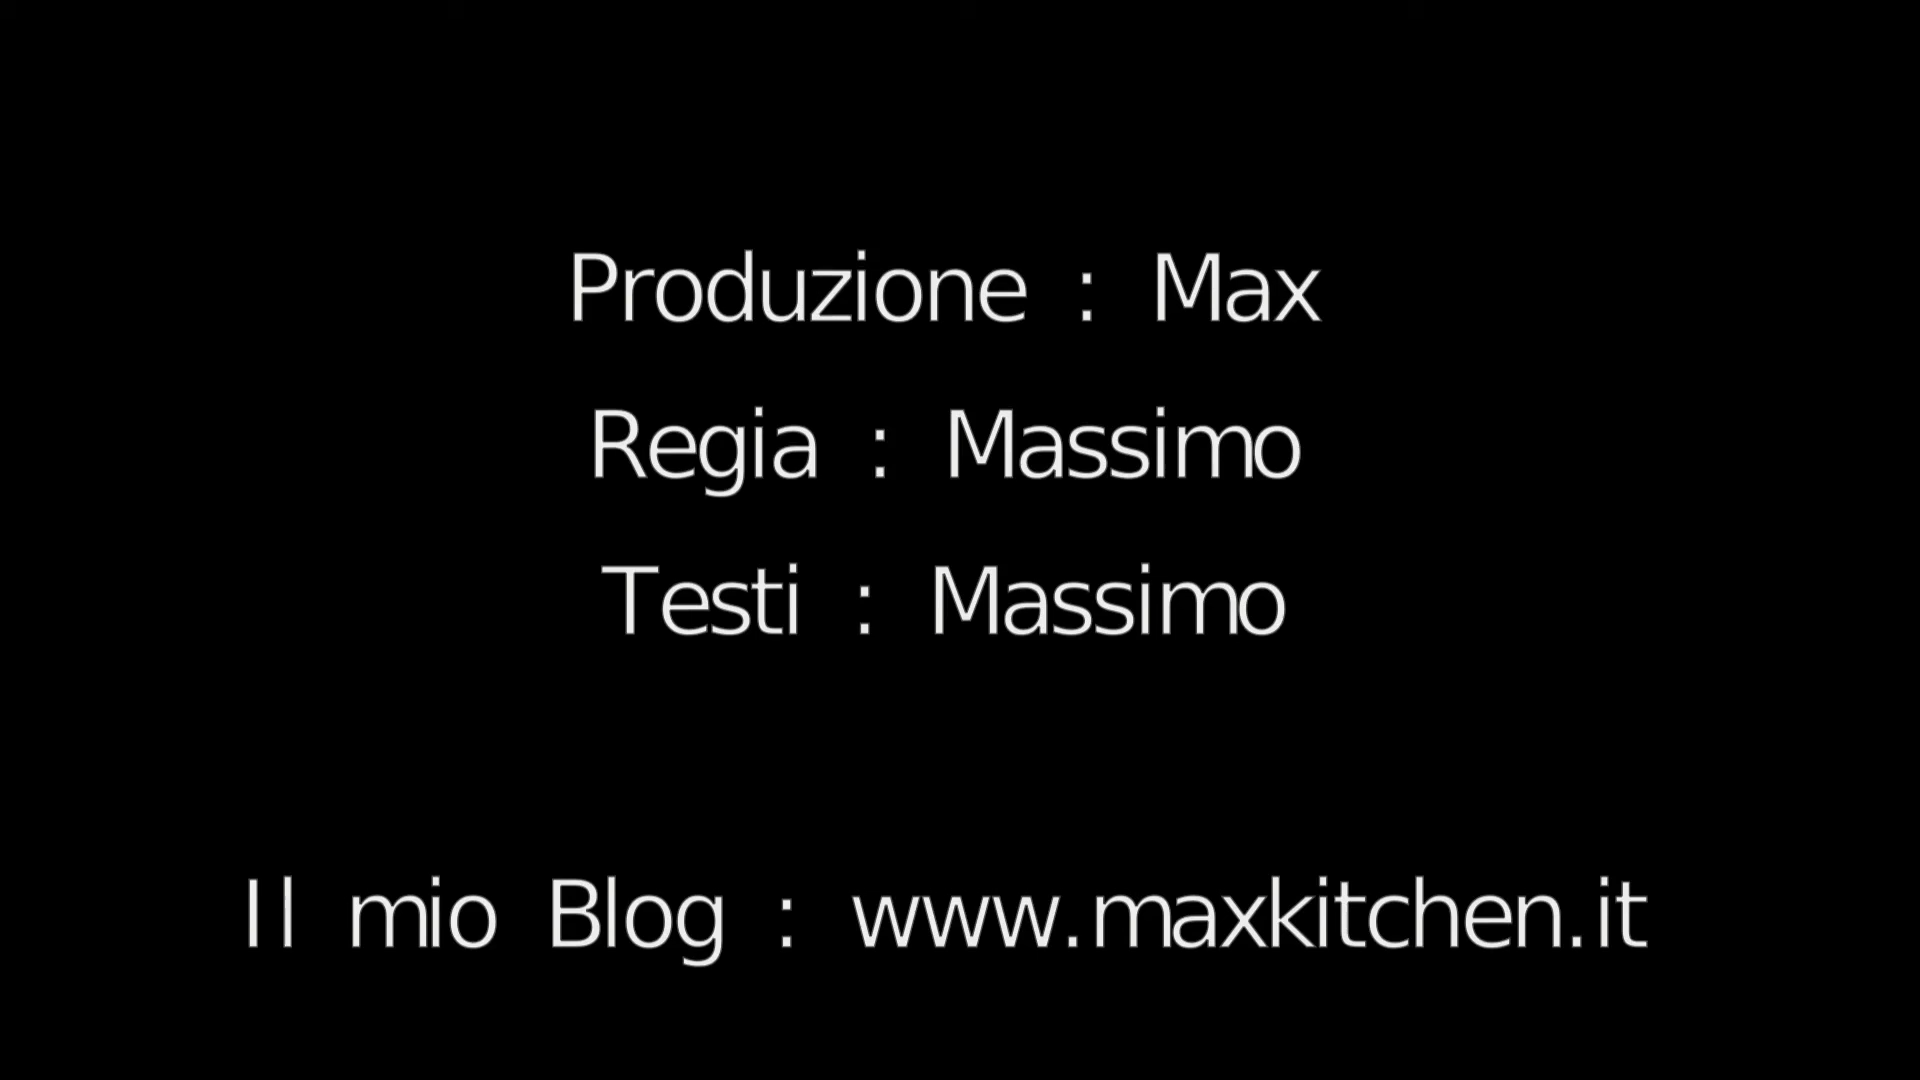 Produzione : Max
Regia : Massimo
Testi : Massimo
Il mio Blog : www.maxkitchen.it